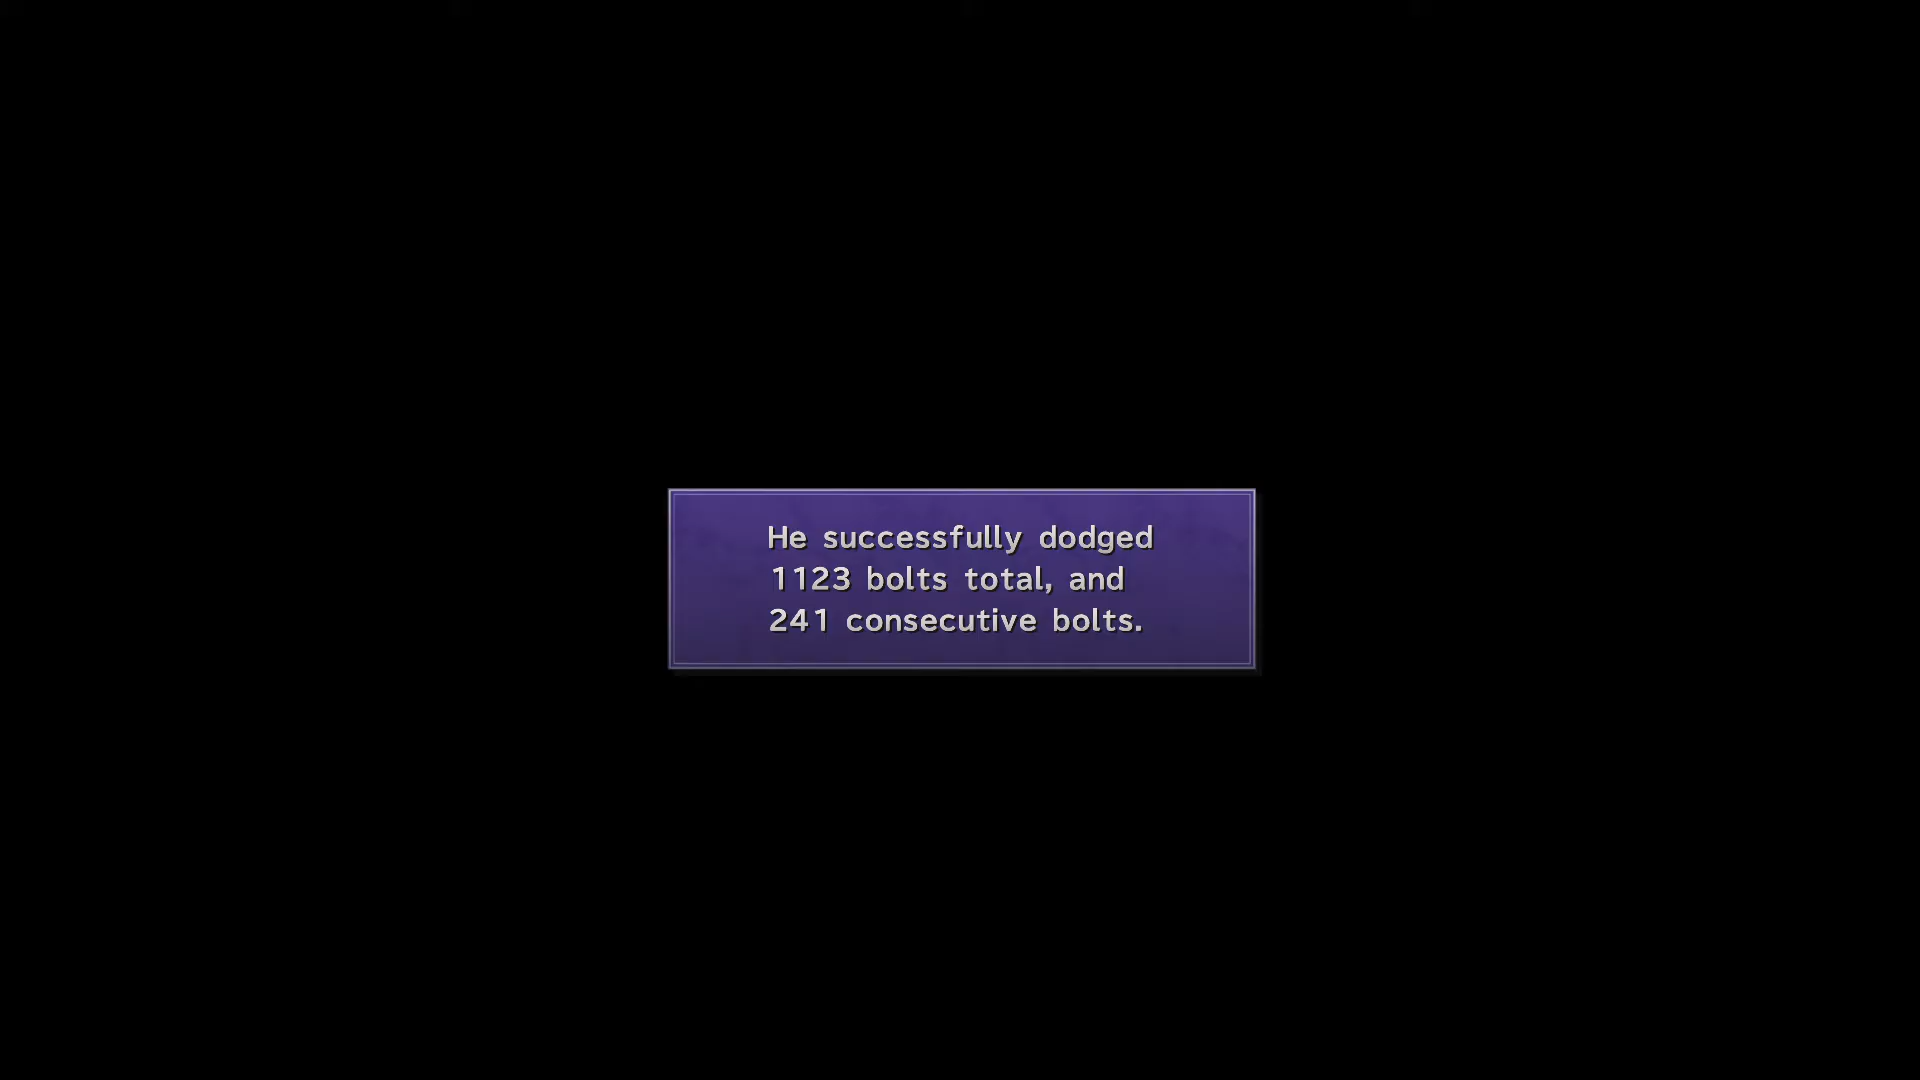 He successfully dodged
1123 bolts total, and
241 consecutive bolts.